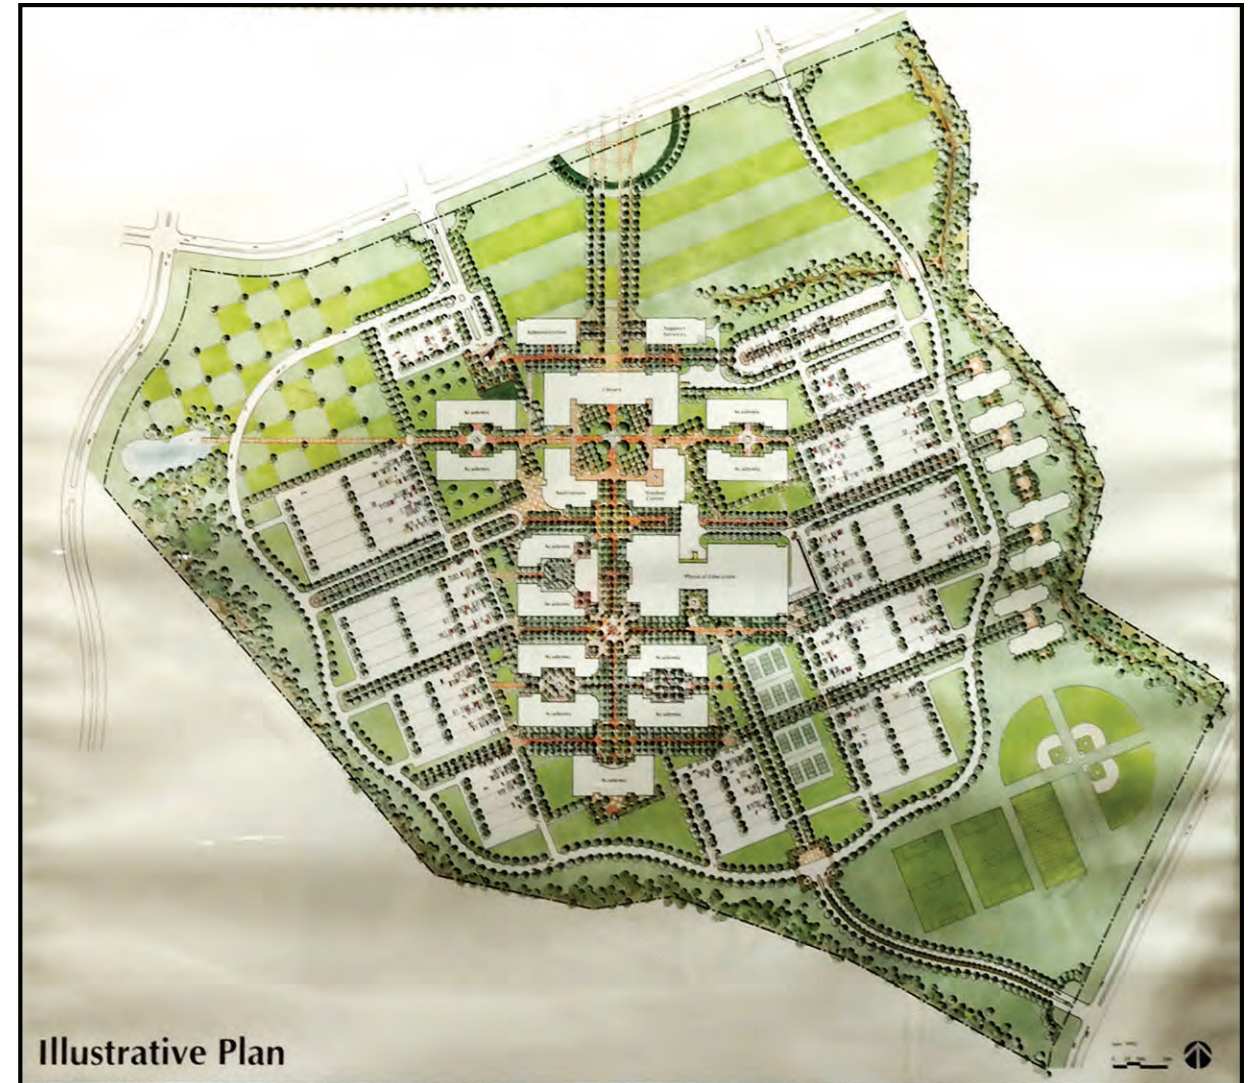 Administration
Support
Services
Library
Academic
Academic
Academic
Academic
Auditorium
Student
Center
Academic
Physical Education
Academic
Academic
Academic
Academic
Academic
Academic
Illustrative Plan